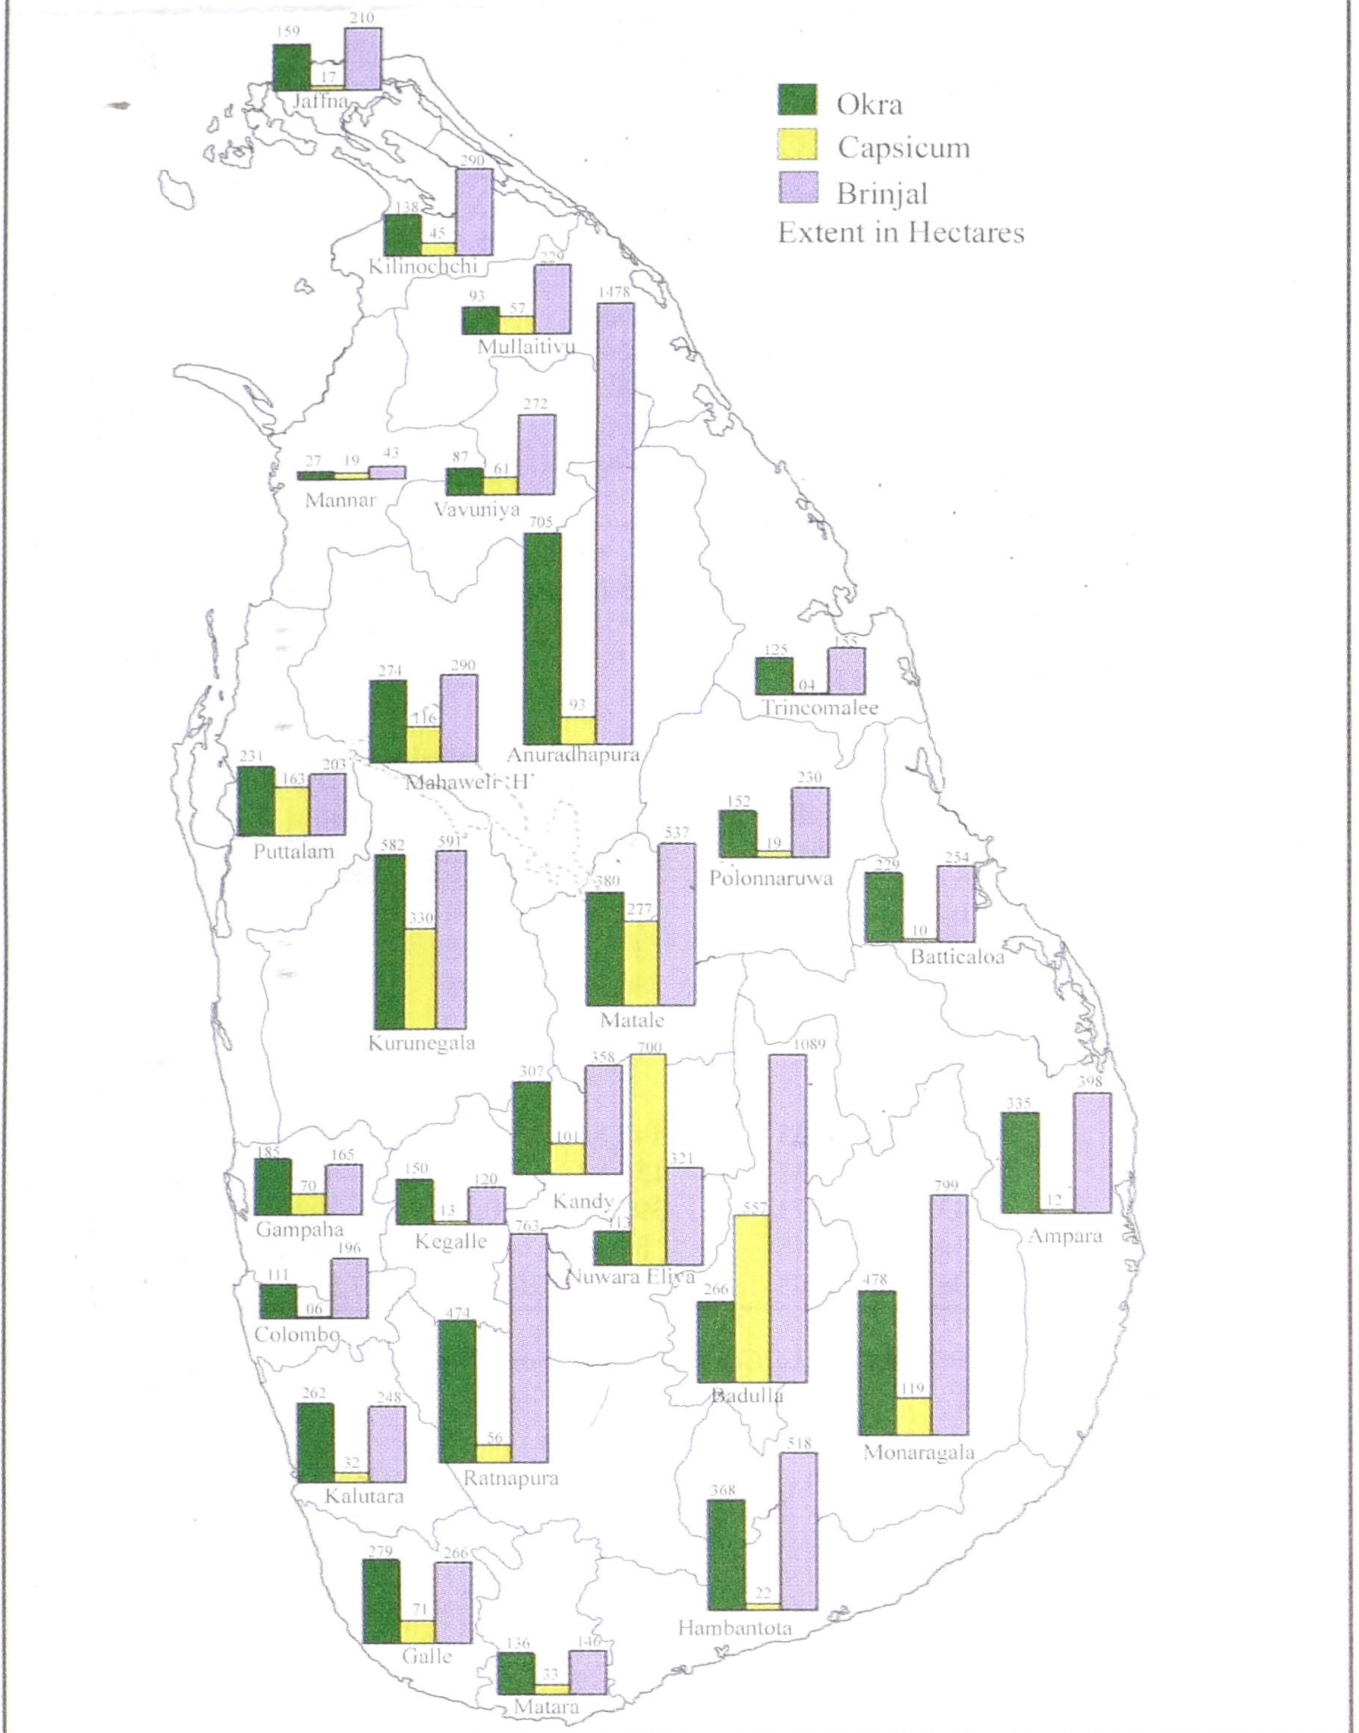 Okra
Capsicum
Brinjal
Extent in Hectares
159
17
210
Jaffna
138
45
290
Kilinochchi
93
57
229
Mullaitivu
27
19
43
Mannar
87
61
272
Vavuniya
705
93
1478
Anuradhapura
274
116
290
Mahaweli 'H'
125
04
155
Trincomalee
231
163
203
Puttalam
152
19
230
Polonnaruwa
582
330
591
Kurunegala
380
277
537
Matale
229
10
254
Batticaloa
307
101
358
Kandy
113
700
321
Nuwara Eliya
266
557
1089
Badulla
335
12
398
Ampara
185
70
165
Gampaha
150
13
120
Kegalle
111
06
196
Colombo
474
56
763
Ratnapura
478
119
799
Monaragala
262
32
248
Kalutara
368
22
518
Hambantota
279
71
266
Galle
136
33
146
Matara